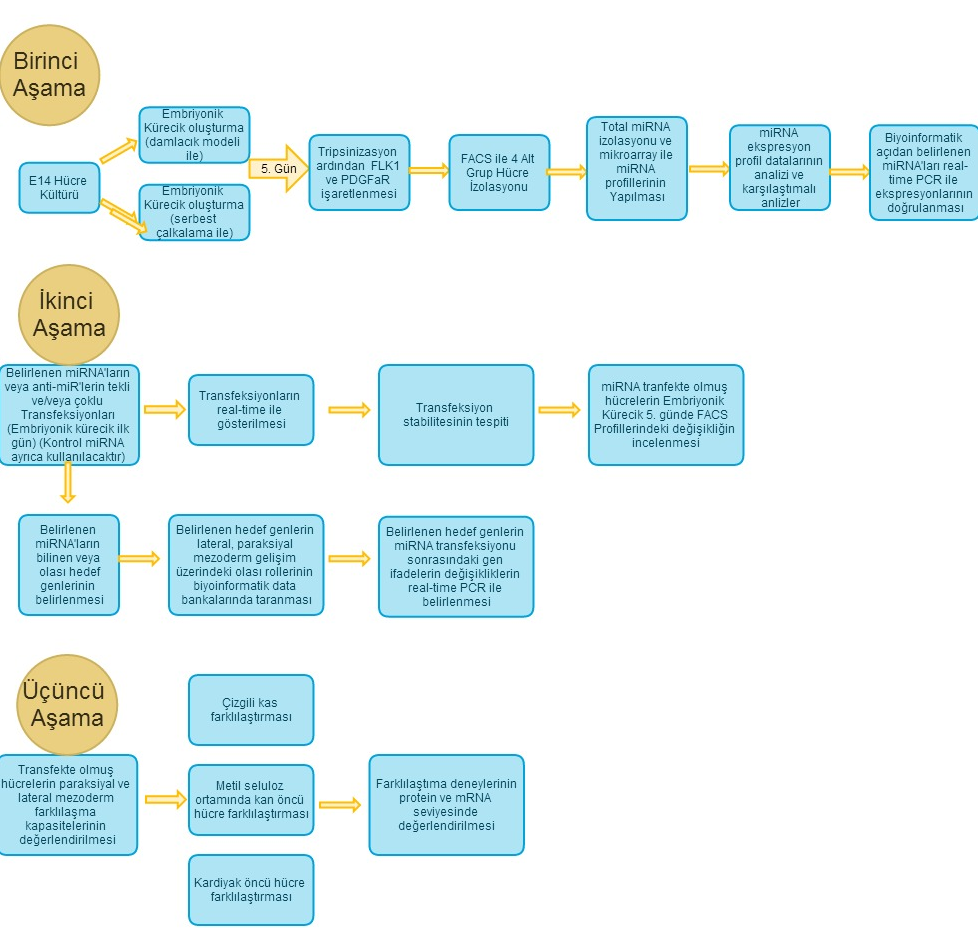 Birinci
Aşama
E14 Hücre
Kültürü
Embriyonik
Kürecik oluşturma
(damlacık modeli
ile)
Embriyonik
Kürecik oluşturma
(serbest
çalkalama ile)
5. Gün
Tripsinizasyon
ardından FLK1
ve PDGFaR
işaretlenmesi
FACS ile 4 Alt
Grup Hücre
İzolasyonu
Total miRNA
izolasyonu ve
mikroarray ile
miRNA
profillerinin
Yapılması
miRNA
ekspresyon
profil datalarının
analizi ve
karşılaştımalı
anlizler
Biyoinformatik
açıdan belirlenen
miRNA'ları real-
time PCR ile
ekspresyonlarının
doğrulanması
İkinci
Aşama
Belirlenen miRNA'ların
veya anti-miR'lerin tekli
ve/veya çoklu
Transfeksiyonları
(Embriyonik kürecik ilk
gün) (Kontrol miRNA
ayrıca kullanılacaktır)
Transfeksiyonların
real-time ile
gösterilmesi
Transfeksiyon
stabilitesinin tespiti
miRNA tranfekte olmuş
hücrelerin Embriyonik
Kürecik 5. günde FACS
Profillerindeki değişikliğin
incelenmesi
Belirlenen
miRNA'ların
bilinen veya
olası hedef
genlerinin
belirlenmesi
Belirlenen hedef genlerin
lateral, paraksiyal
mezoderm gelişim
üzerindeki olası rollerinin
biyoinformatik data
bankalarında taranması
Belirlenen hedef genlerin
miRNA transfeksiyonu
sonrasındaki gen
ifadelerin değişikliklerin
real-time PCR ile
belirlenmesi
Üçüncü
Aşama
Transfekte olmuş
hücrelerin paraksiyal ve
lateral mezoderm
farklılaşma
kapasitelerinin
değerlendirilmesi
Çizgili kas
farklılaştırması
Metil seluloz
ortamında kan öncü
hücre farklılaştırması
Kardiyak öncü hücre
farklılaştırması
Farklılaştıma deneylerinin
protein ve mRNA
seviyesinde
değerlendirilmesi